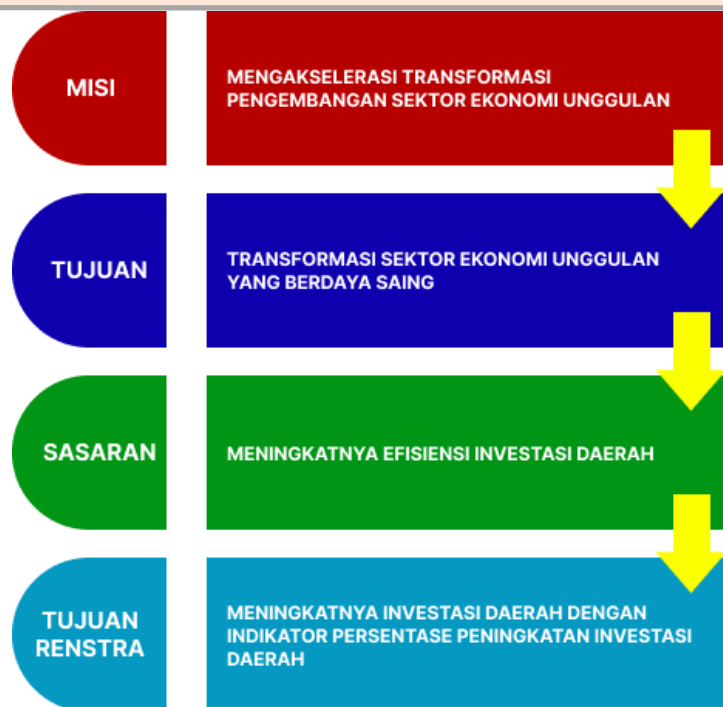 MISI
MENGAKSELERASI TRANSFORMASI
PENGEMBANGAN SEKTOR EKONOMI UNGGULAN
TUJUAN
TRANSFORMASI SEKTOR EKONOMI UNGGULAN
YANG BERDAYA SAING
SASARAN
MENINGKATNYA EFISIENSI INVESTASI DAERAH
TUJUAN
RENSTRA
MENINGKATNYA INVESTASI DAERAH DENGAN
INDIKATOR PERSENTASE PENINGKATAN INVESTASI
DAERAH